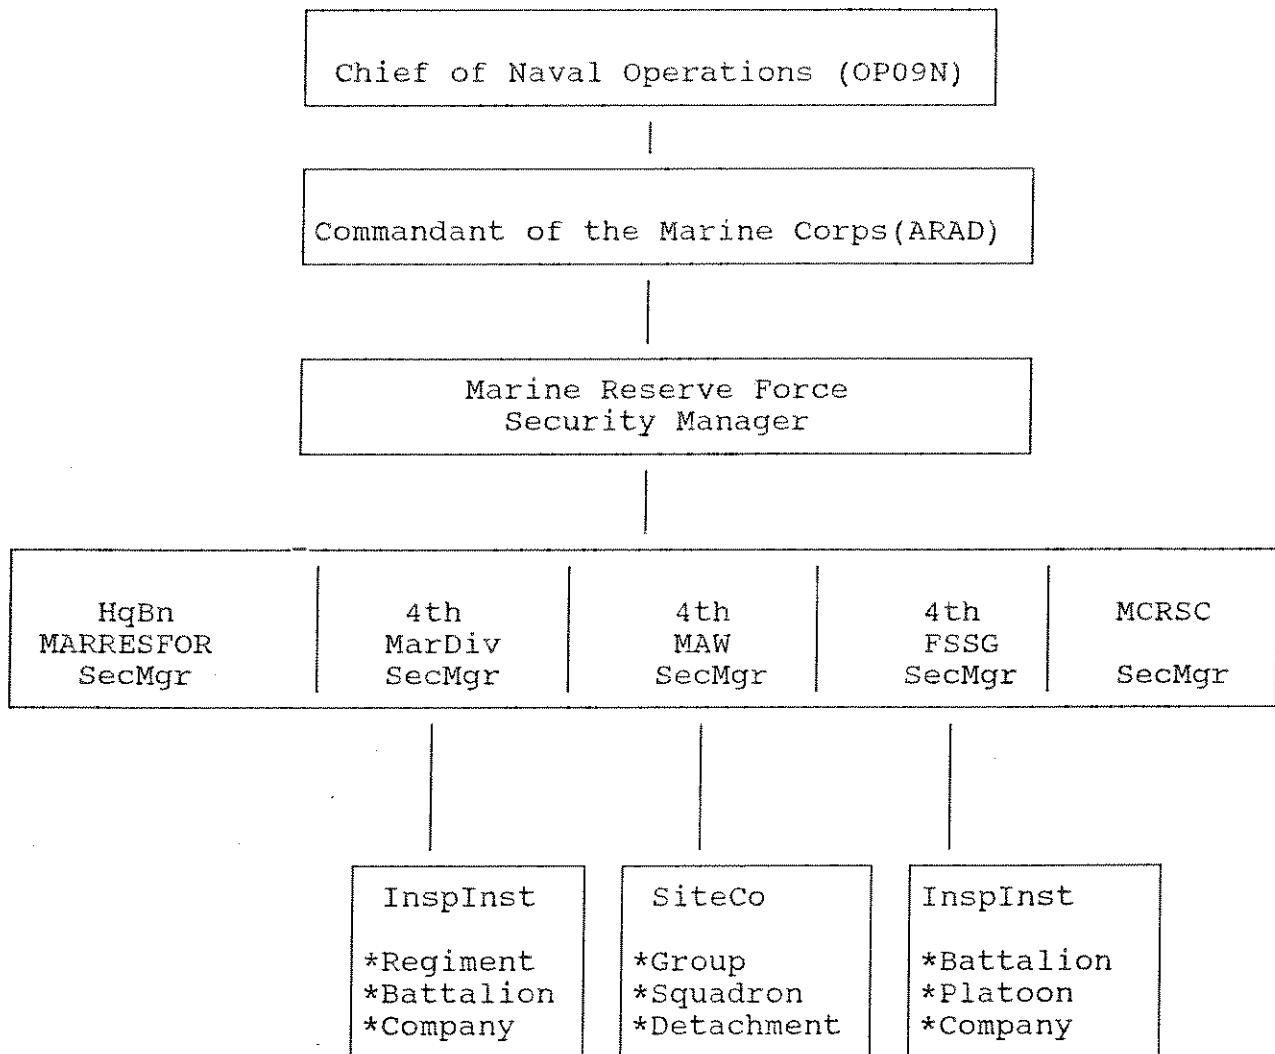 Chief of Naval Operations (OP09N)
Commandant of the Marine Corps(ARAD)
Marine Reserve Force
Security Manager
HqBn 4th 4th 4th MCRSC
MARRESFOR MarDiv MAW FSSG
SecMgr SecMgr SecMgr SecMgr SecMgr
InspInst SiteCo InspInst
*Regiment *Group *Battalion
*Battalion *Squadron *Platoon
*Company *Detachment *Company